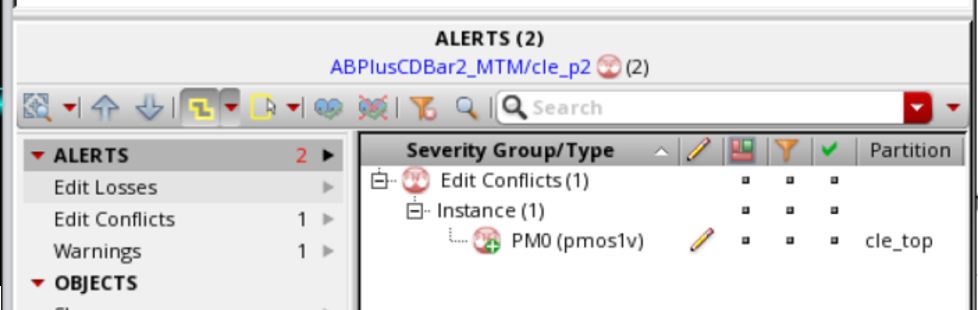 ALERTS (2)
ABPlusCDBar2_MTM/cle_p2 (2)
Search
ALERTS 2
Edit Losses
Edit Conflicts 1
Warnings 1
OBJECTS
Severity Group/Type Partition
Edit Conflicts (1)
Instance (1)
PM0 (pmos1v) cle_top